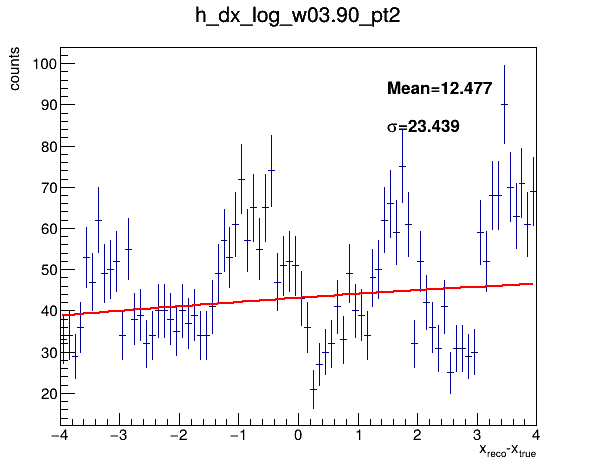 h_dx_log_w03.90_pt2
counts
Mean=12.477
σ=23.439
100
90
80
70
60
50
40
30
20
−4 −3 −2 −1 0 1 2 3 4
x_reco-x_true